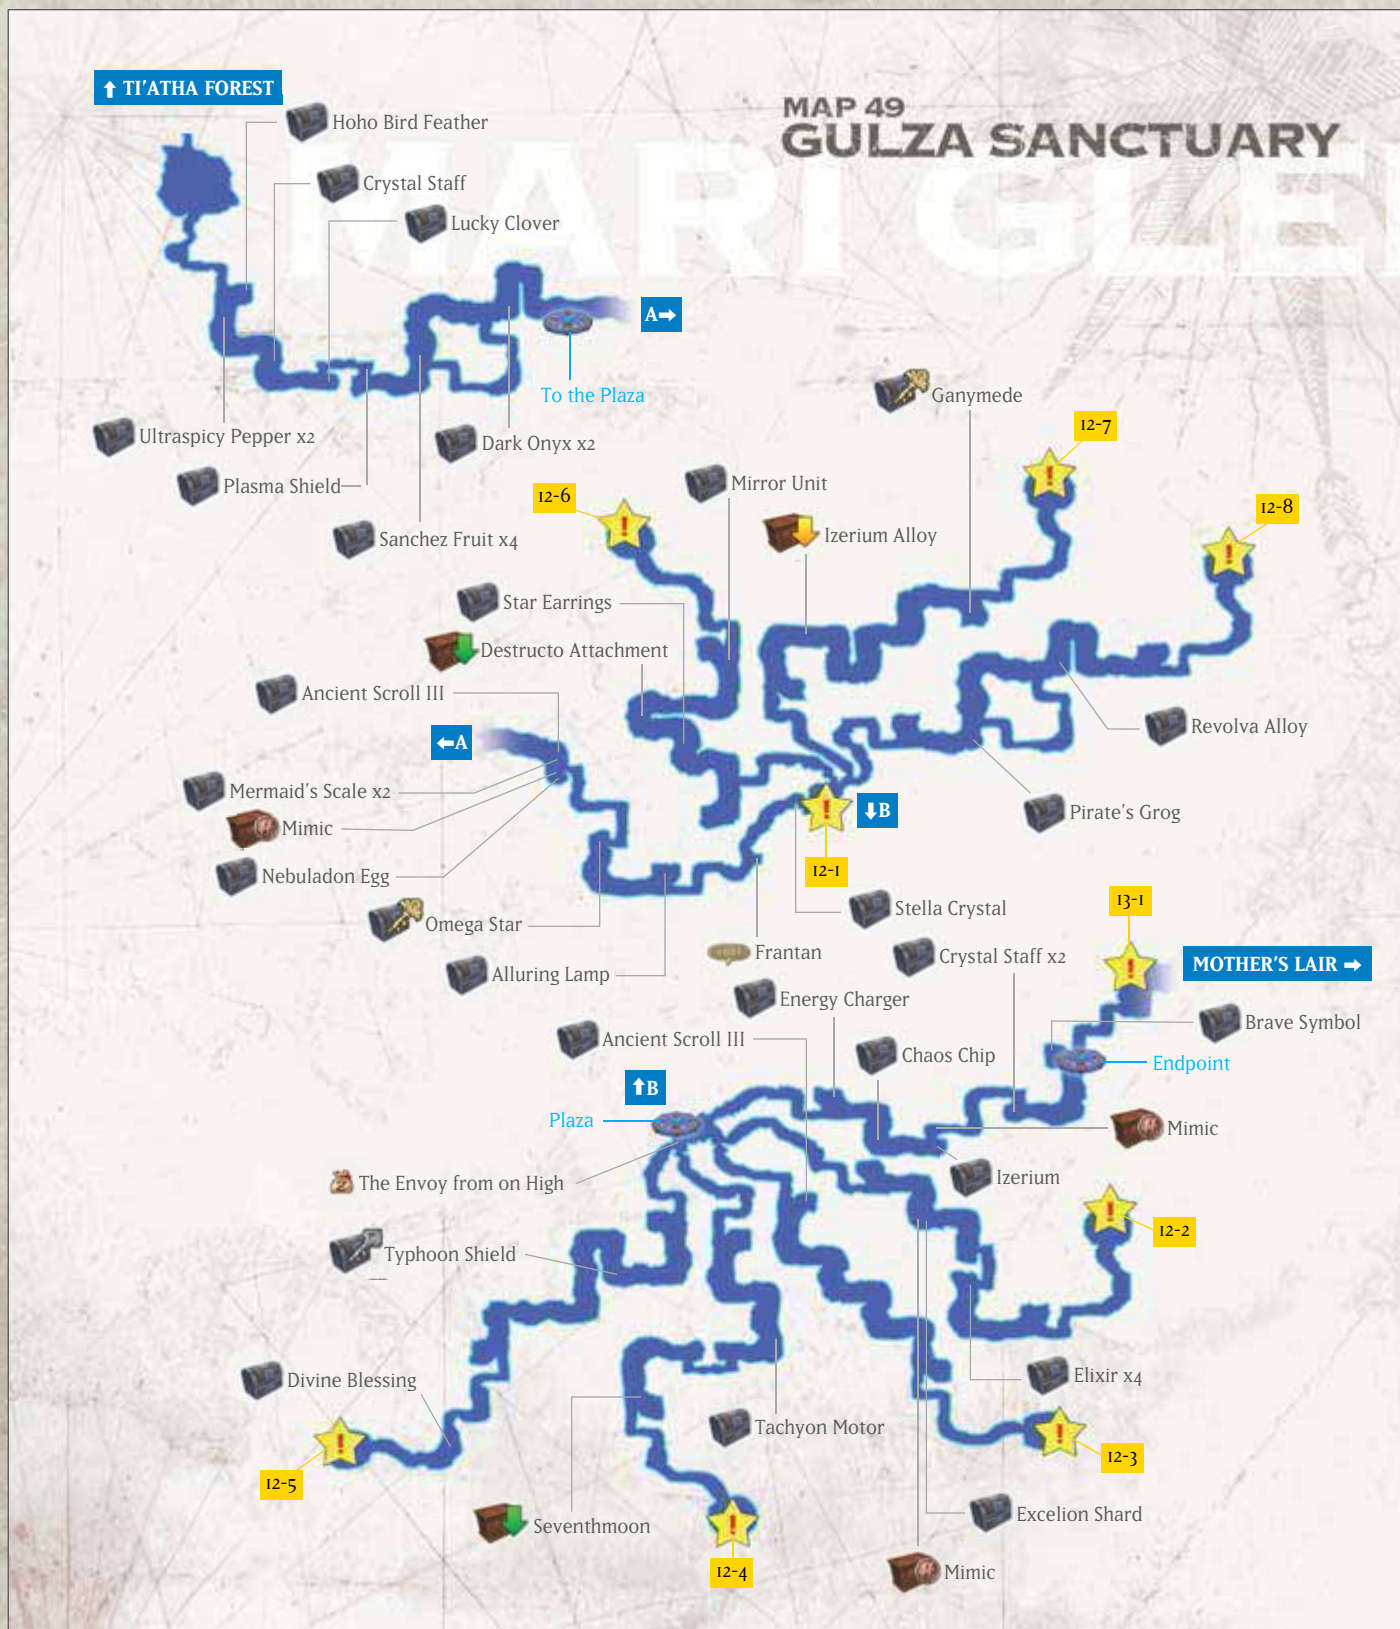 TI'ATHA FOREST
MAP 49
GULZA SANCTUARY
MARI GLE
Hoho Bird Feather
Crystal Staff
Lucky Clover
A
To the Plaza
Ultraspicy Pepper x2
Dark Onyx x2
Plasma Shield
Sanchez Fruit x4
Ganymede
12-7
12-6
Mirror Unit
12-8
Izerium Alloy
Star Earrings
Destructo Attachment
Ancient Scroll III
Revolva Alloy
A
Mermaid's Scale x2
B
Pirate's Grog
Mimic
12-1
Nebuladon Egg
13-1
Stella Crystal
Omega Star
Frantan
Crystal Staff x2
MOTHER'S LAIR
Alluring Lamp
Energy Charger
Brave Symbol
Ancient Scroll III
Chaos Chip
Endpoint
B
Plaza
Mimic
The Envoy from on High
Izerium
12-2
Typhoon Shield
Divine Blessing
Elixir x4
Tachyon Motor
12-3
12-5
Excelion Shard
Seventhmoon
12-4
Mimic